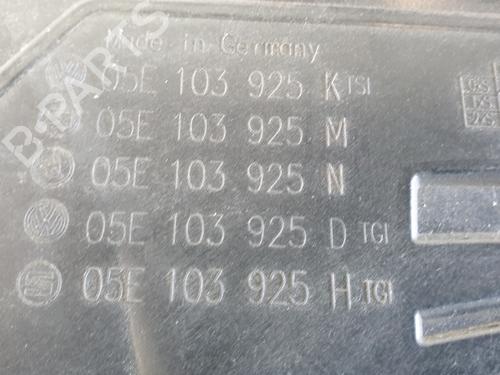 Made in Germany
05E 103 925 K TSI
05E 103 925 M
05E 103 925 N
05E 103 925 D TGI
05E 103 925 H TGI
B-PARTS